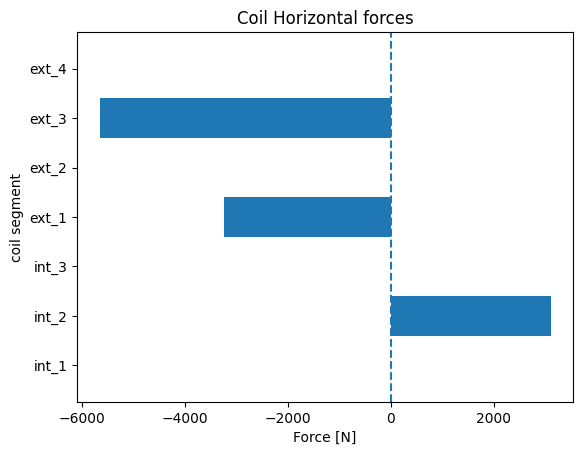 Coil Horizontal forces
ext_4
ext_3
ext_2
ext_1
int_3
int_2
int_1
coil segment
−6000 −4000 −2000 0 2000
Force [N]